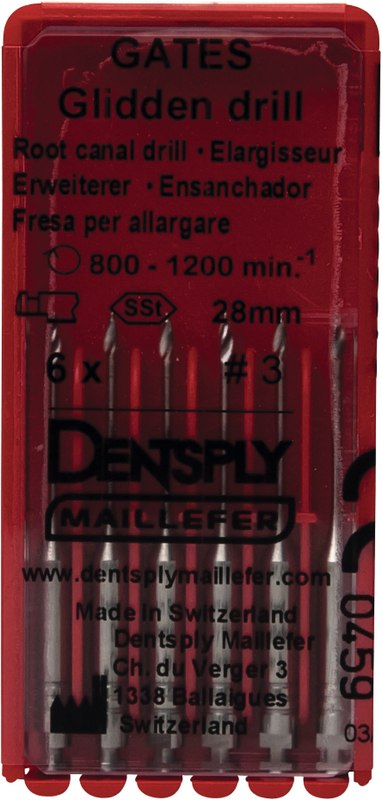 GATES
Glidden drill
Root canal drill · Elargisseur
Erweiterer · Ensanchador
Fresa per allargare
800 - 1200 min.-1
SSt 28mm
6 x # 3
DENTSPLY
MAILLEFER
www.dentsplymaillefer.com
Made in Switzerland
Dentsply Maillefer
Ch. du Verger 3
1338 Ballaigues
Switzerland
0459